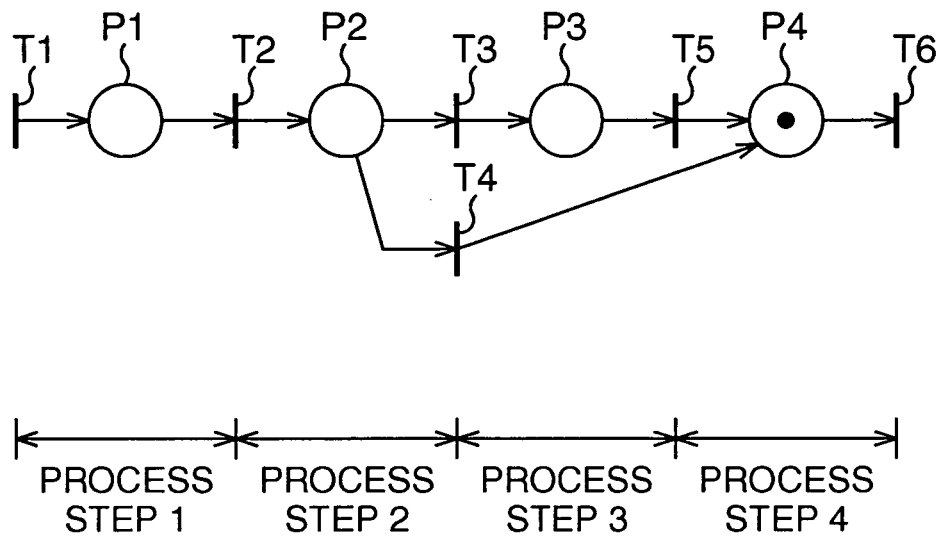 T1 P1 T2 P2 T3 P3 T5 P4 T6
T4
PROCESS STEP 1
PROCESS STEP 2
PROCESS STEP 3
PROCESS STEP 4